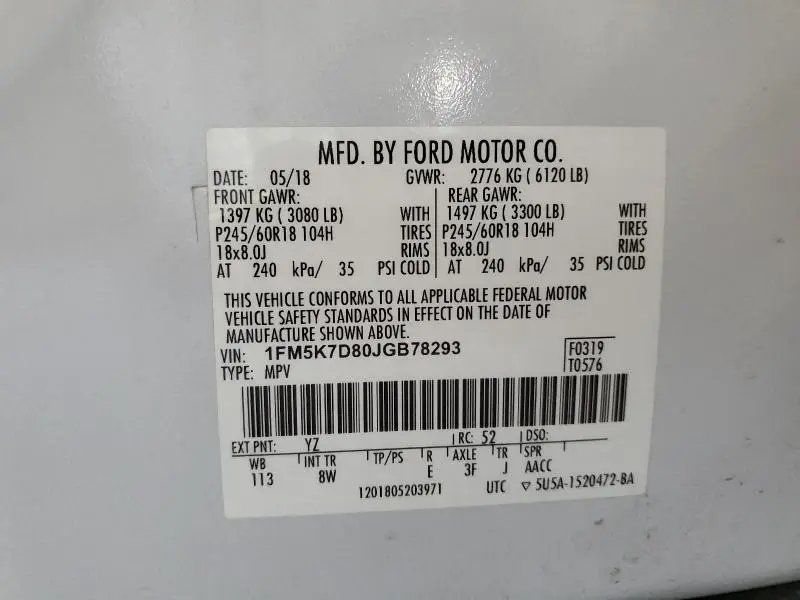 MFD. BY FORD MOTOR CO.
DATE: 05/18 GVWR: 2776 KG ( 6120 LB)
FRONT GAWR: REAR GAWR:
1397 KG ( 3080 LB) WITH 1497 KG ( 3300 LB) WITH
P245/60R18 104H TIRES P245/60R18 104H TIRES
18x8.0J RIMS 18x8.0J RIMS
AT 240 kPa/ 35 PSI COLD AT 240 kPa/ 35 PSI COLD
THIS VEHICLE CONFORMS TO ALL APPLICABLE FEDERAL MOTOR
VEHICLE SAFETY STANDARDS IN EFFECT ON THE DATE OF
MANUFACTURE SHOWN ABOVE.
VIN: 1FM5K7D80JGB78293 F0319
TYPE: MPV T0576
EXT PNT: YZ RC: 52 DSO:
WB INT TR TP/PS R AXLE TR SPR
113 8W E 3F J AACC
1201805203971 UTC ▽ 5U5A-1520472-BA